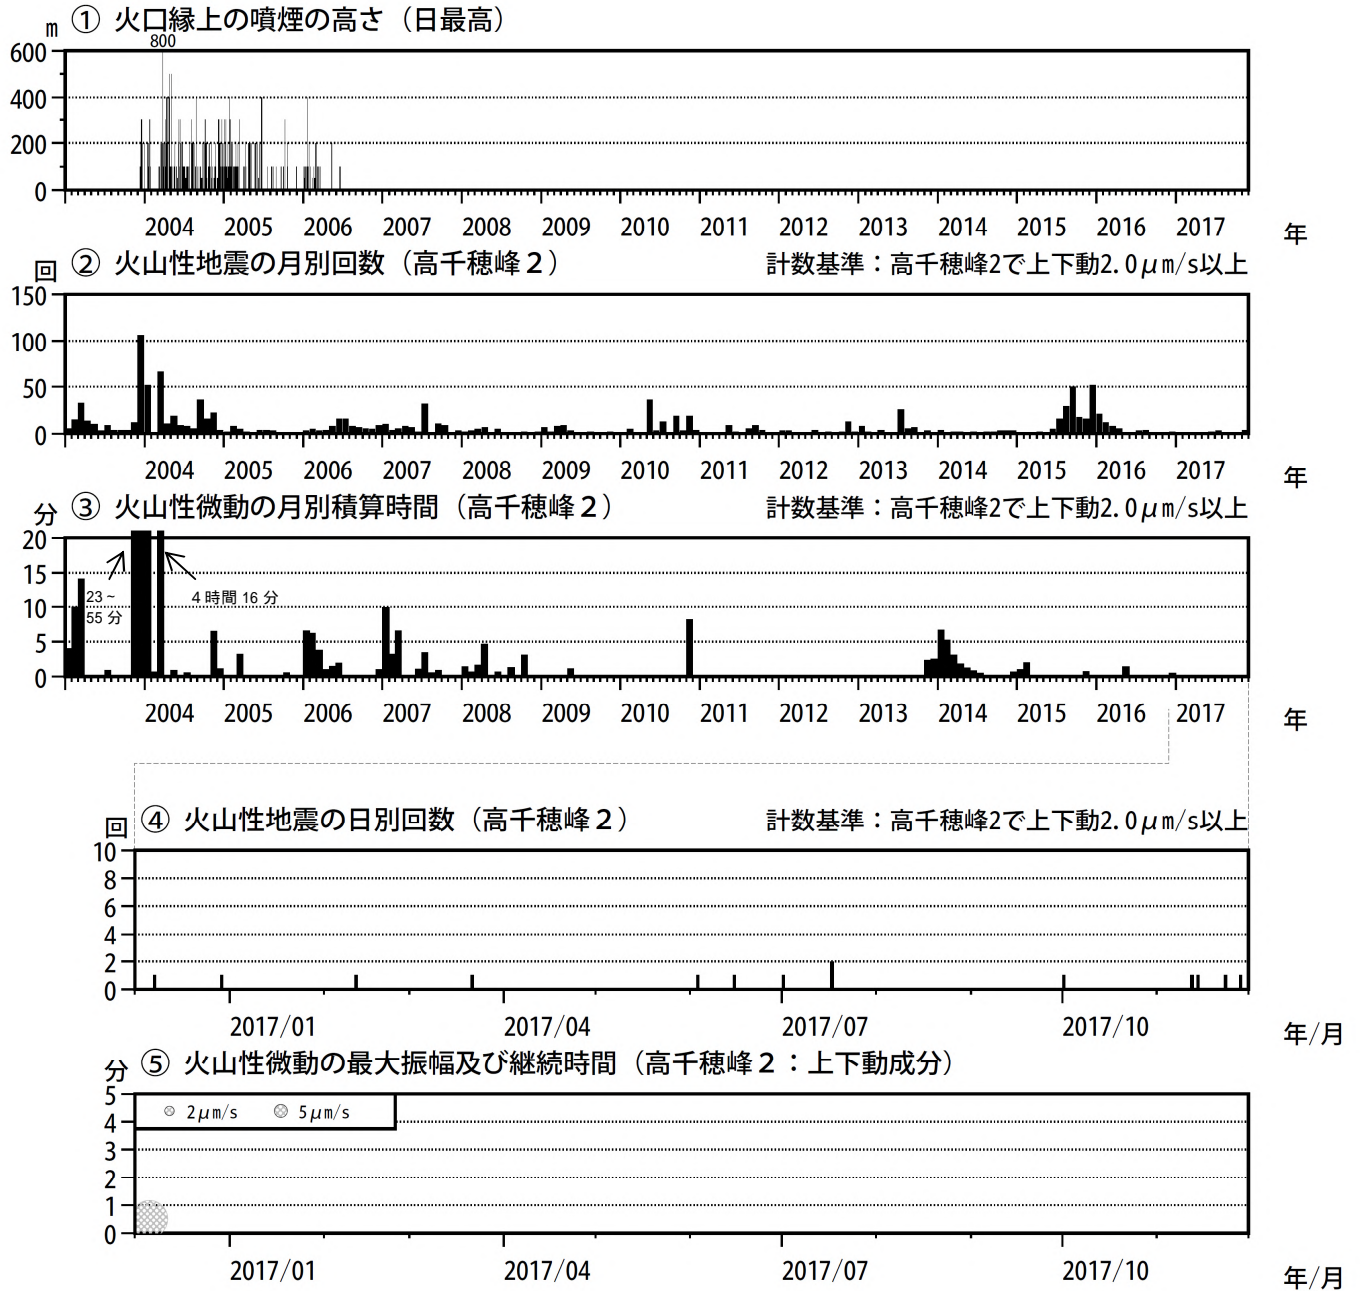 ① 火口縁上の噴煙の高さ（日最高）
m
800
600
400
200
0
2004 2005 2006 2007 2008 2009 2010 2011 2012 2013 2014 2015 2016 2017
年
② 火山性地震の月別回数（高千穂峰２） 計数基準：高千穂峰2で上下動2.0μm/s以上
回
150
100
50
0
2004 2005 2006 2007 2008 2009 2010 2011 2012 2013 2014 2015 2016 2017
年
③ 火山性微動の月別積算時間（高千穂峰２） 計数基準：高千穂峰2で上下動2.0μm/s以上
分
20
15
10
5
0
23～
55 分
4 時間 16 分
2004 2005 2006 2007 2008 2009 2010 2011 2012 2013 2014 2015 2016 2017
年
④ 火山性地震の日別回数（高千穂峰２） 計数基準：高千穂峰2で上下動2.0μm/s以上
回
10
8
6
4
2
0
2017/01 2017/04 2017/07 2017/10
年/月
⑤ 火山性微動の最大振幅及び継続時間（高千穂峰２：上下動成分）
分
5
4
3
2
1
0
2μm/s 5μm/s
2017/01 2017/04 2017/07 2017/10
年/月